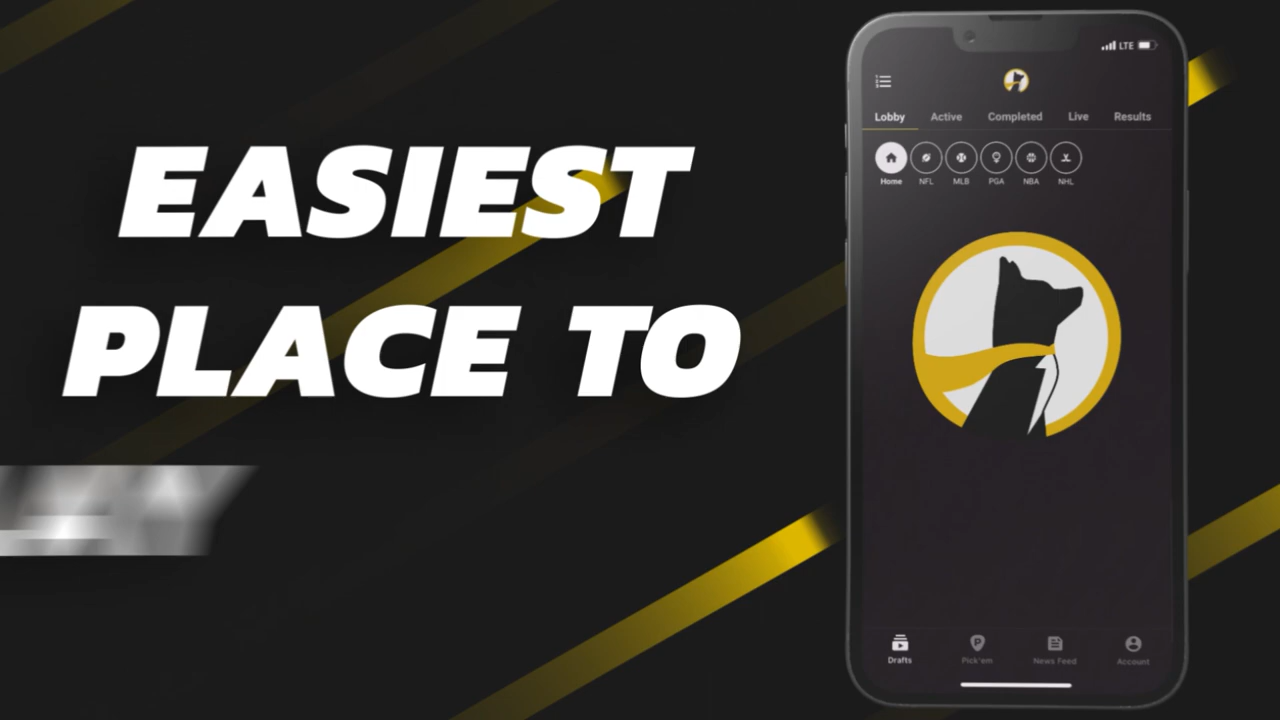 EASIEST
PLACE TO
LTE
Lobby Active Completed Live Results
Home NFL MLB PGA NBA NHL
Drafts Pick'em News Feed Account